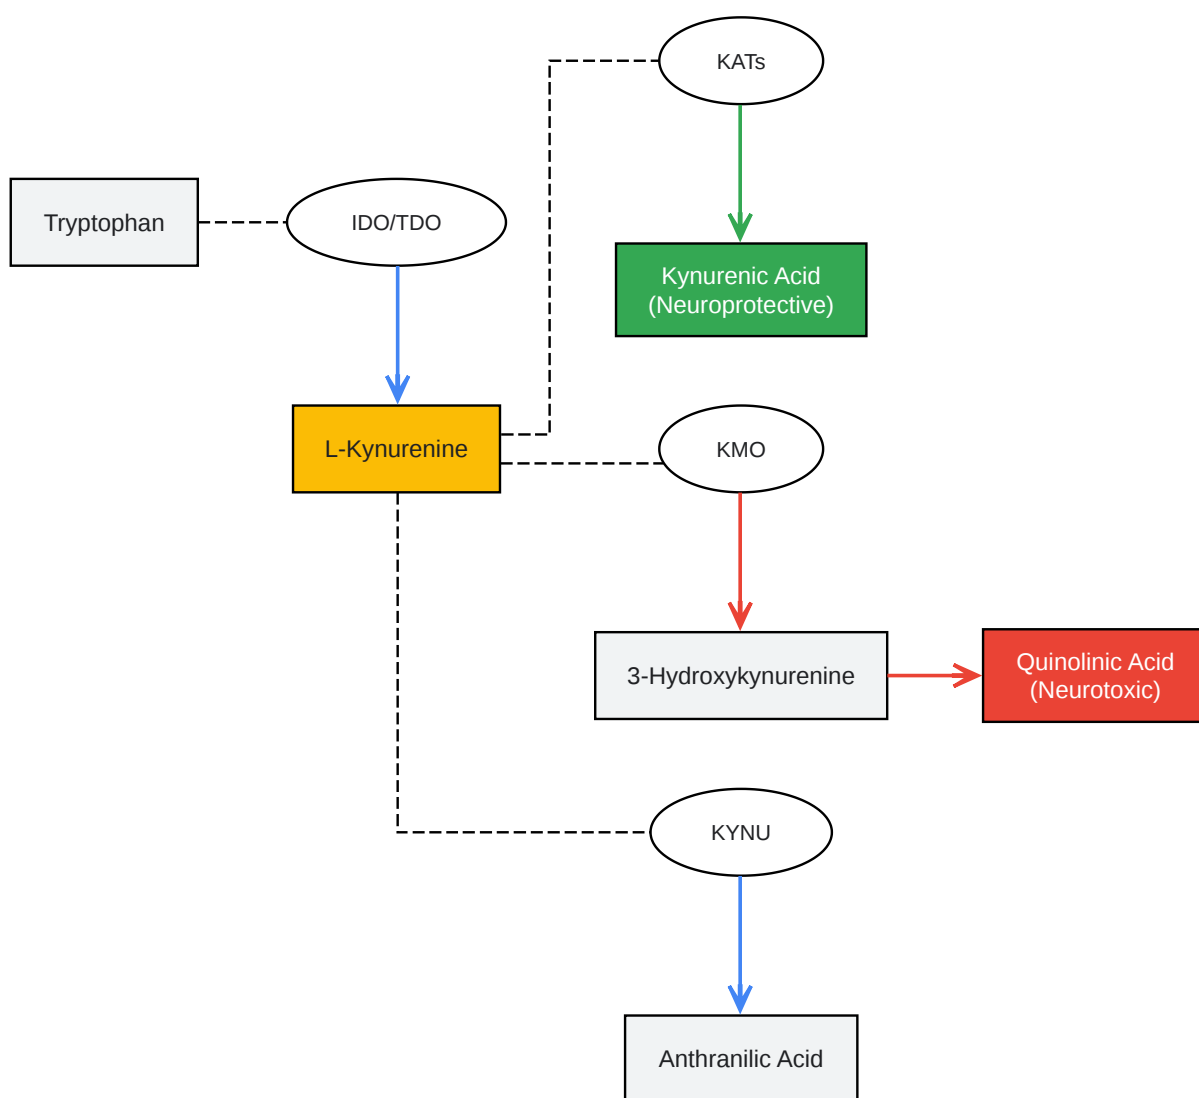 KATs
Tryptophan
IDO/TDO
Kynurenic Acid
(Neuroprotective)
L-Kynurenine
KMO
3-Hydroxykynurenine
Quinolinic Acid
(Neurotoxic)
KYNU
Anthranilic Acid